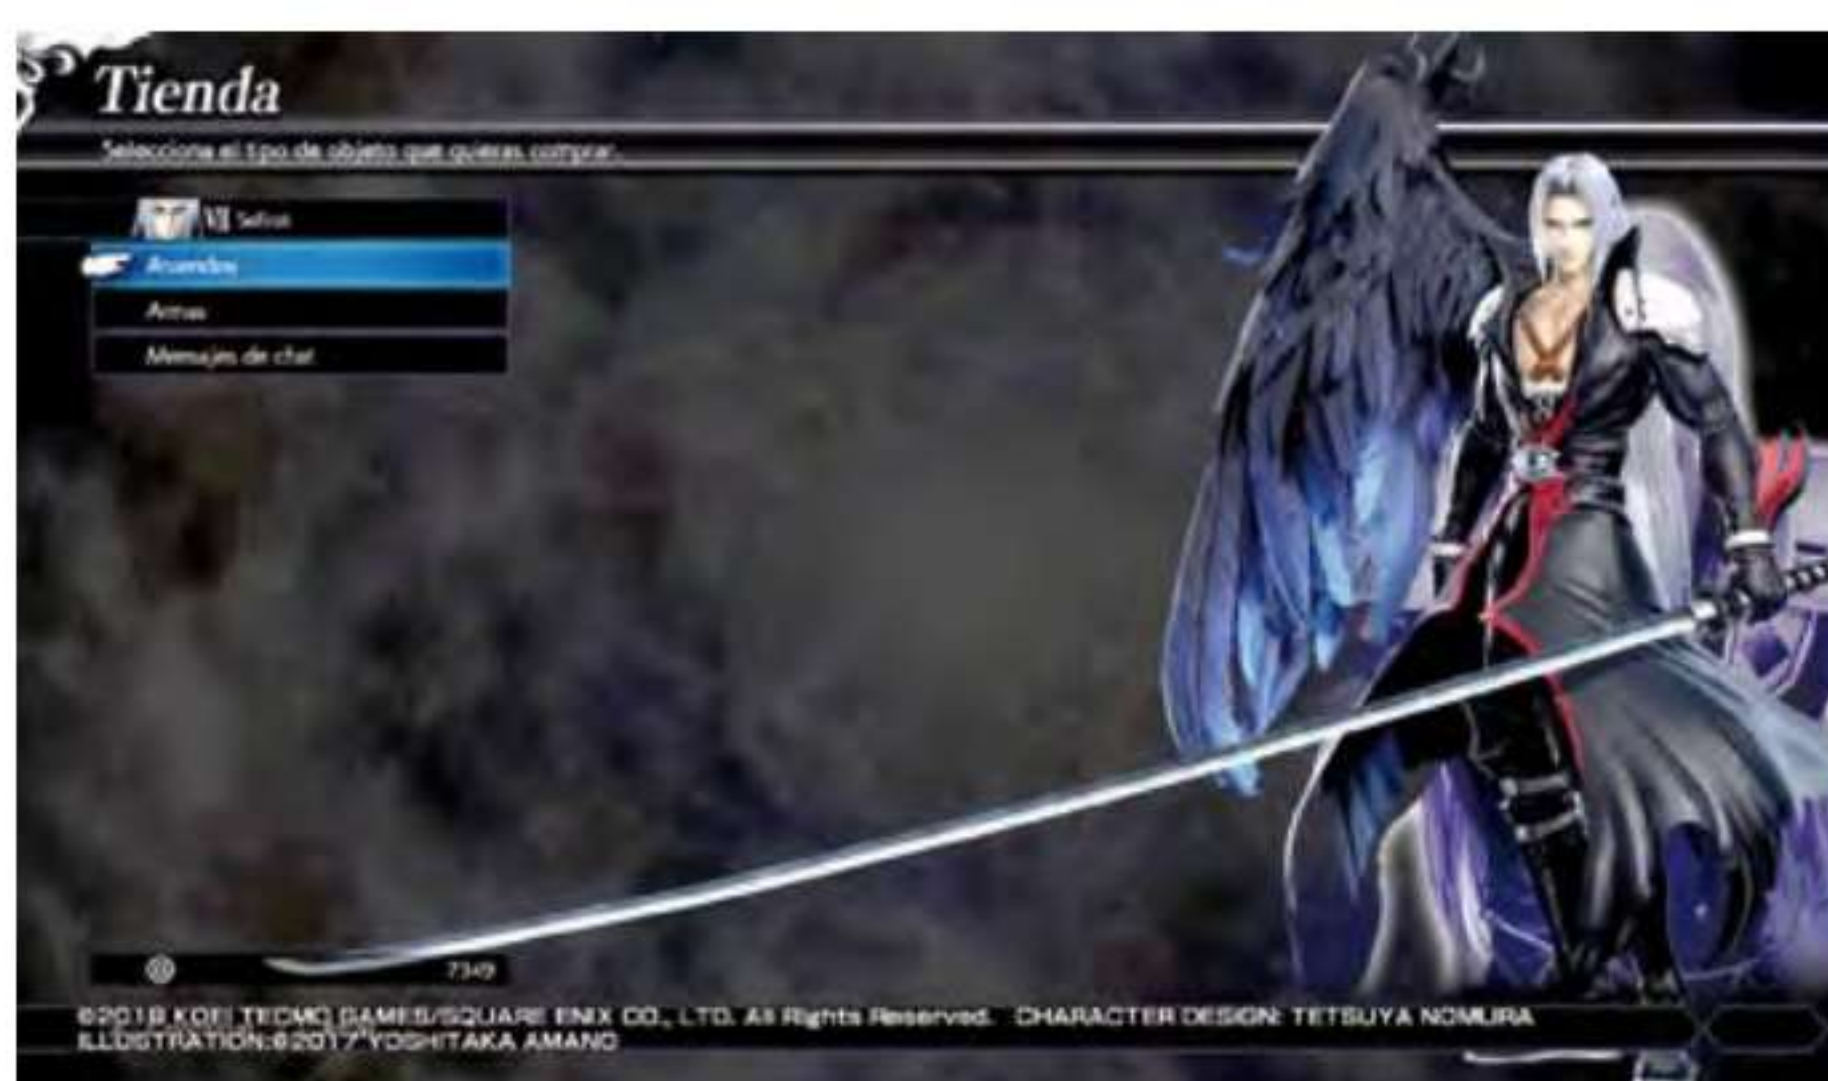 Tienda
Selecciona el tipo de objeto que quieras comprar.
VII Sefirot
Atuendos
Armas
Mensajes de chat
7349
©2018 KOEI TECMO GAMES/SQUARE ENIX CO., LTD. All Rights Reserved. CHARACTER DESIGN: TETSUYA NOMURA
ILLUSTRATION:©2017 YOSHITAKA AMANO